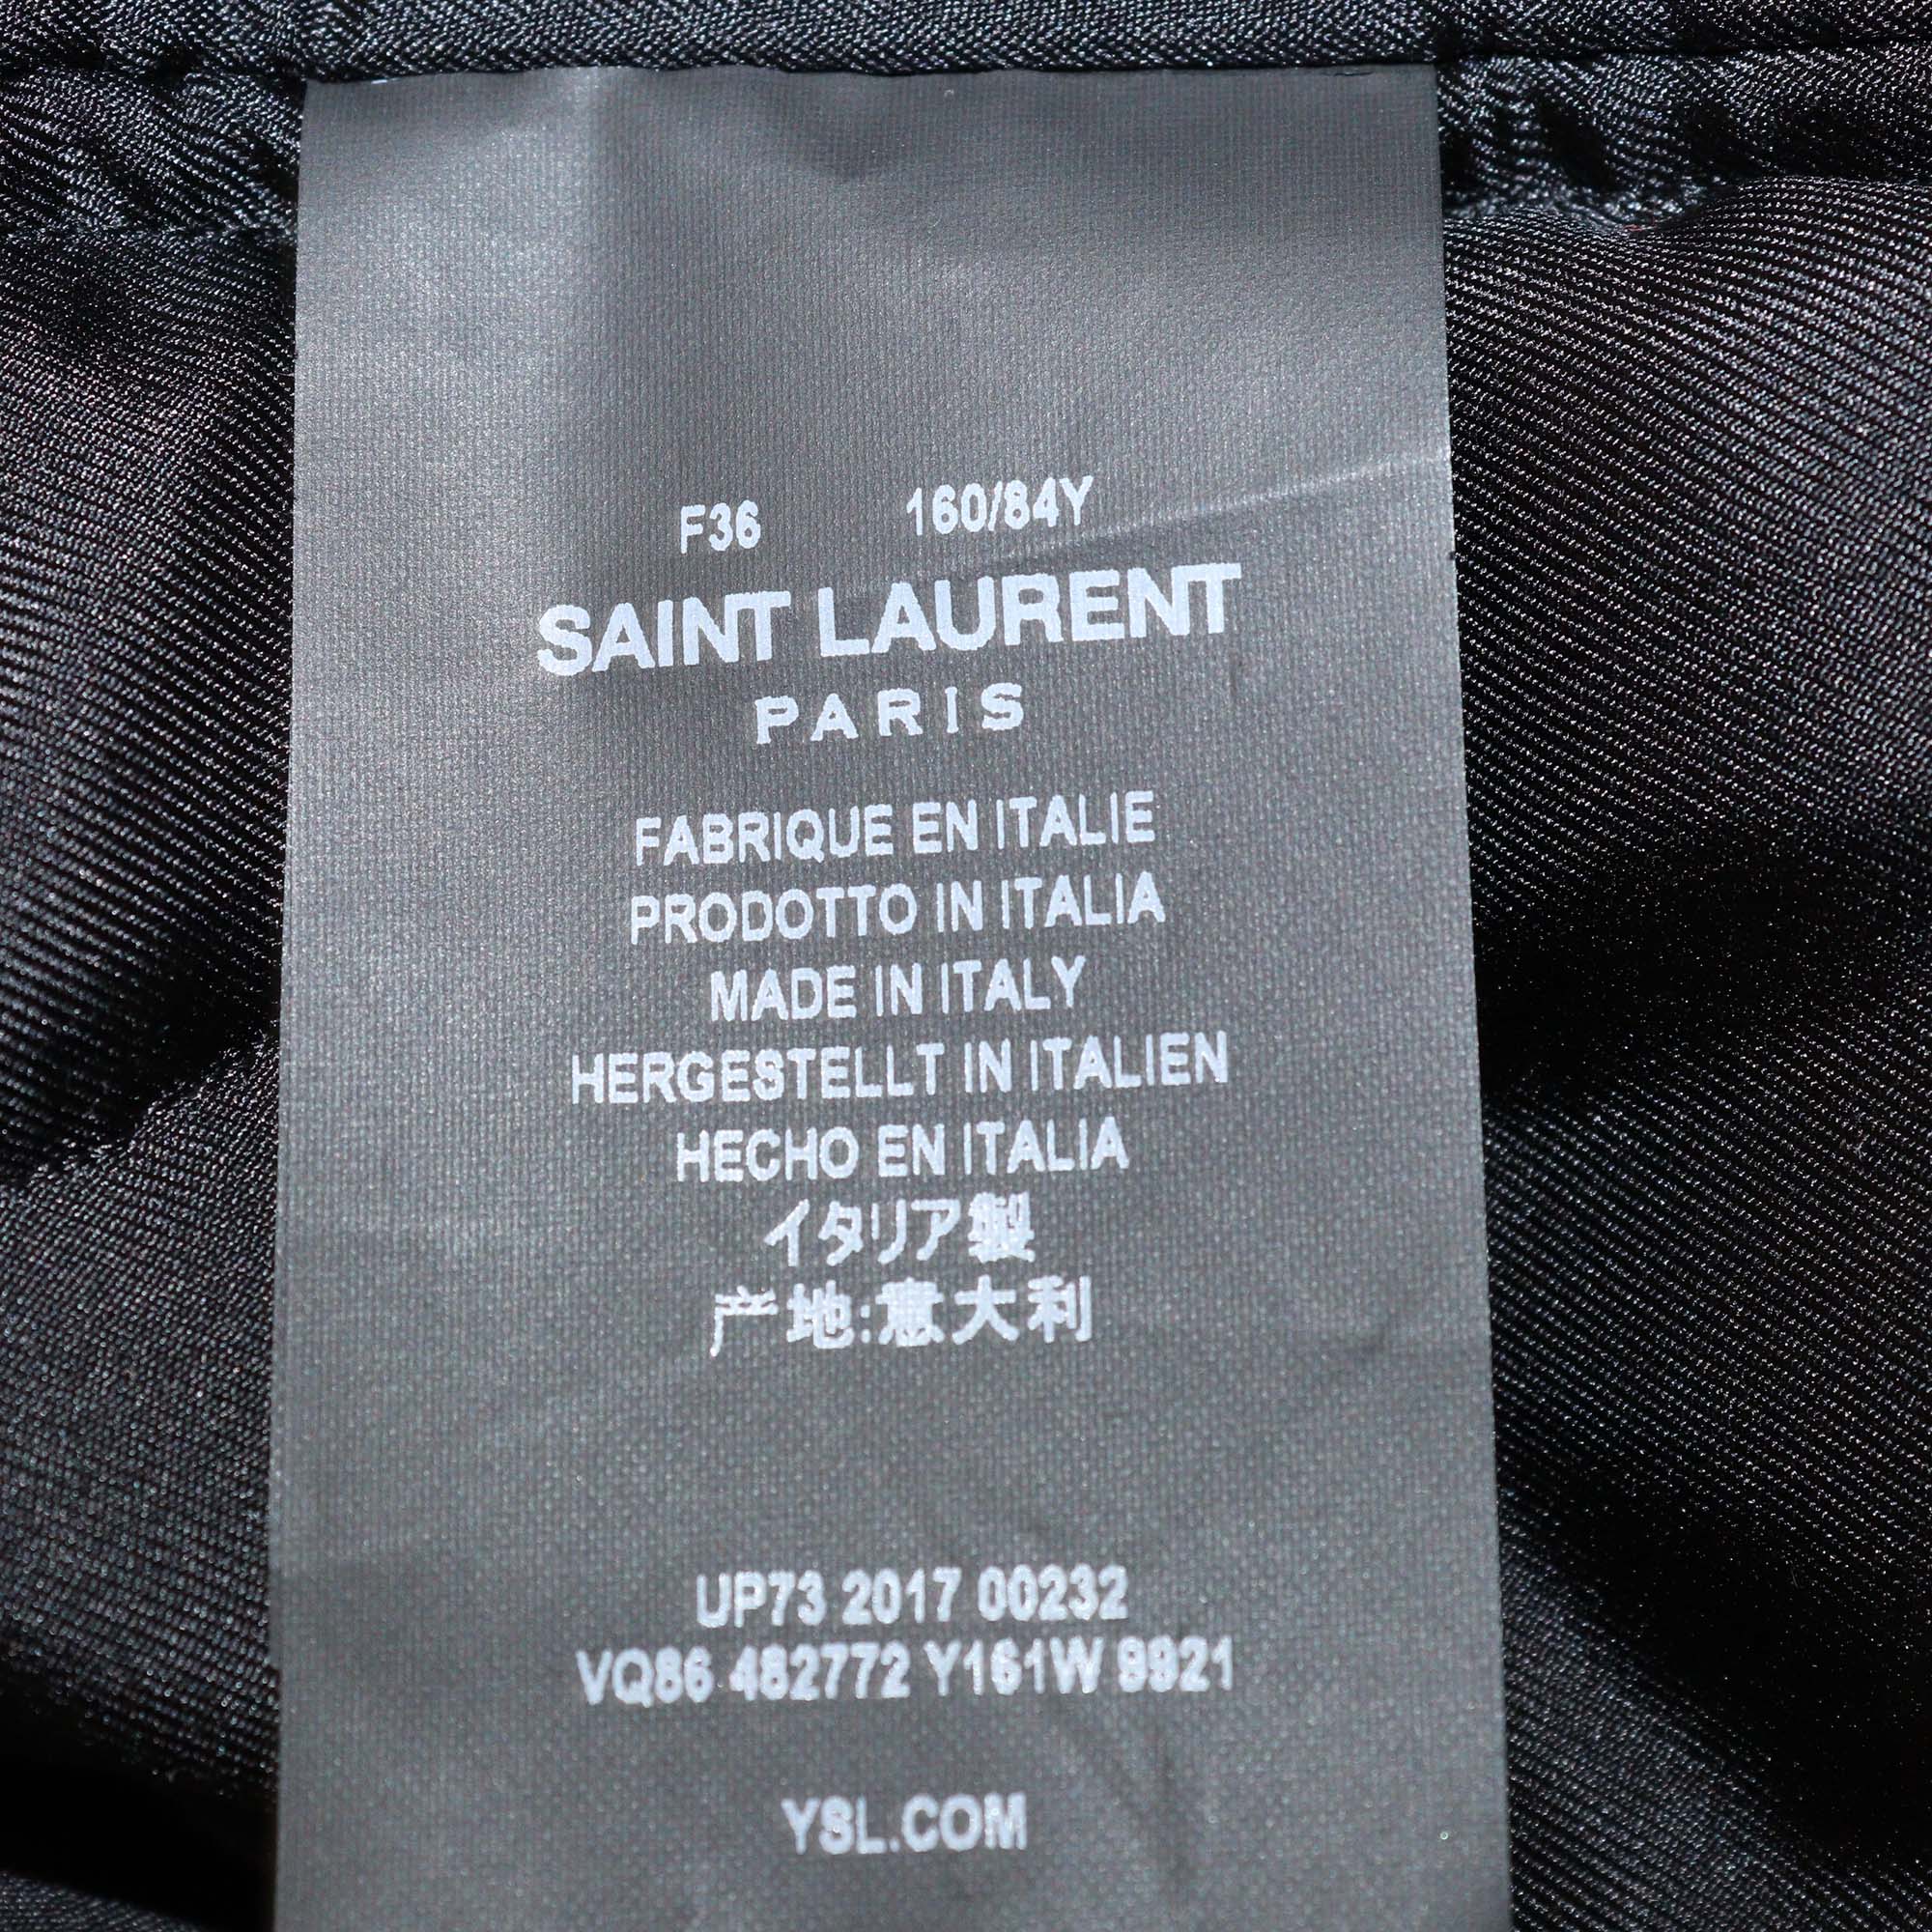 F36 160/84Y
SAINT LAURENT
PARIS
FABRIQUE EN ITALIE
PRODOTTO IN ITALIA
MADE IN ITALY
HERGESTELLT IN ITALIEN
HECHO EN ITALIA
イタリア製
产地:意大利
UP73 2017 00232
VQ86 482772 Y161W 9921
YSL.COM